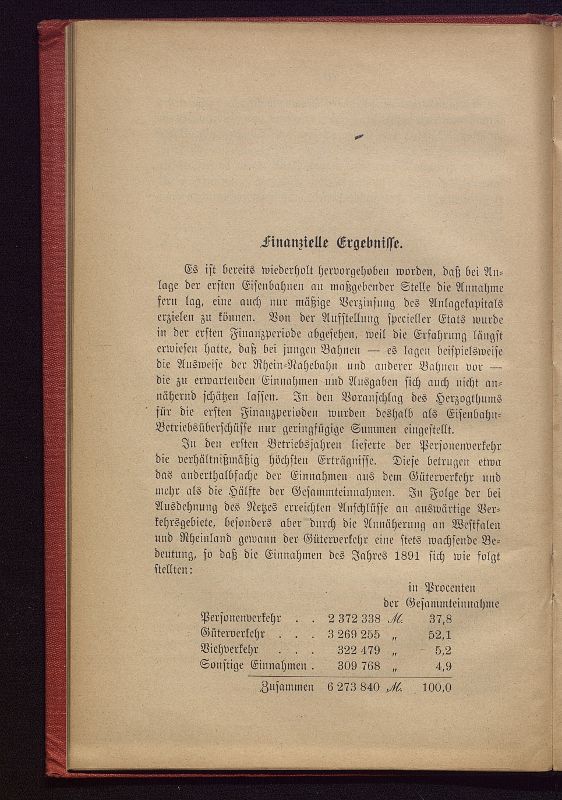 Finanzielle Ergebnisse.
Es ist bereits wiederholt hervorgehoben worden, daß bei An-
lage der ersten Eisenbahnen an maßgebender Stelle die Annahme
fern lag, eine auch nur mäßige Verzinsung des Anlagekapitals
erzielen zu können. Von der Aufstellung specieller Etats wurde
in der ersten Finanzperiode abgesehen, weil die Erfahrung längst
erwiesen hatte, daß bei jungen Bahnen — es lagen beispielsweise
die Ausweise der Rhein-Nahebahn und anderer Bahnen vor —
die zu erwartenden Einnahmen und Ausgaben sich auch nicht an-
nähernd schätzen lassen. In den Voranschlag des Herzogthums
für die ersten Finanzperioden wurden deshalb als Eisenbahn-
Betriebsüberschüsse nur geringfügige Summen eingestellt.
In den ersten Betriebsjahren lieferte der Personenverkehr
die verhältnißmäßig höchsten Erträgnisse. Diese betrugen etwa
das anderthalbfache der Einnahmen aus dem Güterverkehr und
mehr als die Hälfte der Gesammteinnahmen. In Folge der bei
Ausdehnung des Netzes erreichten Anschlüsse an auswärtige Ver-
kehrsgebiete, besonders aber durch die Annäherung an Westfalen
und Rheinland gewann der Güterverkehr eine stets wachsende Be-
deutung, so daß die Einnahmen des Jahres 1891 sich wie folgt
stellten:
in Procenten
der Gesammteinnahme
Personenverkehr . . 2 372 338 M. 37,8
Güterverkehr . . . 3 269 255 „ 52,1
Viehverkehr . . . 322 479 „ 5,2
Sonstige Einnahmen . 309 768 „ 4,9
Zusammen 6 273 840 M. 100,0